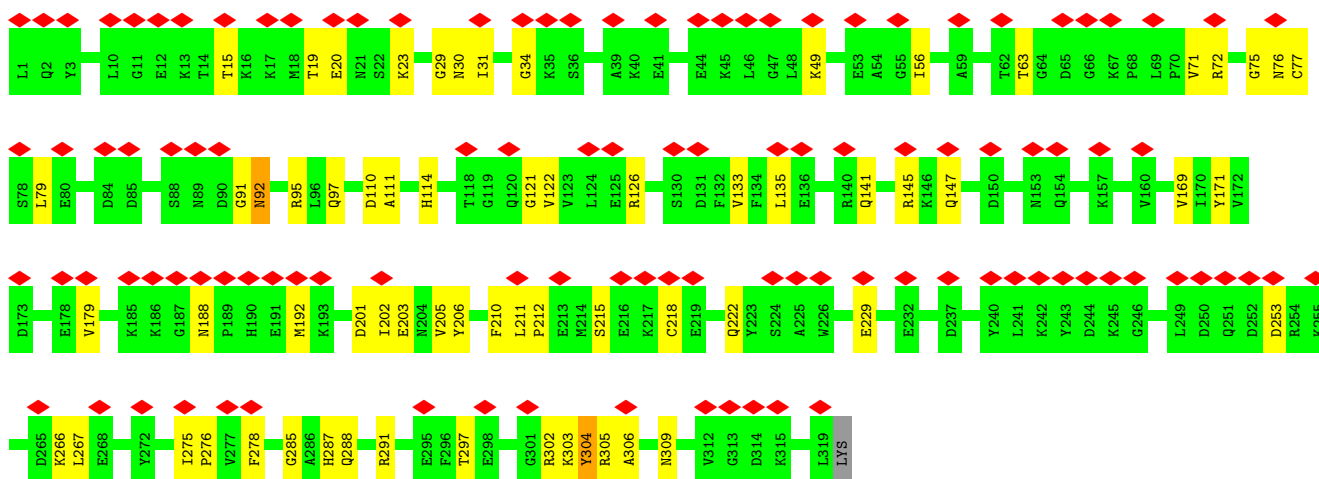 L1 Q2 Y3 L10 G11 E12 K13 T14 T15 K16 K17 M18 T19 E20 N21 S22 K23 G29 N30 I31 G34 K35 S36 A39 K40 E41 E44 K45 L46 G47 L48 K49 E53 A54 G55 I56 A59 T62 T63 G64 D65 G66 K67 P68 L69 P70 V71 R72 G75 N76 C77
S78 L79 E80 D84 D85 S88 N89 D90 G91 N92 R95 L96 Q97 D110 A111 H114 T118 G119 Q120 G121 V122 V123 L124 E125 R126 S130 D131 F132 V133 F134 L135 E136 R140 Q141 R145 K146 Q147 D150 N153 Q154 K157 V160 V169 I170 Y171 V172
D173 E178 V179 K185 K186 G187 N188 P189 H190 E191 M192 K193 D201 I202 E203 N204 V205 Y206 F210 L211 P212 E213 M214 S215 E216 K217 C218 E219 Q222 Y223 S224 A225 W226 E229 E232 D237 Y240 L241 K242 Y243 D244 K245 G246 L249 D250 Q251 D252 D253 R254
D265 K266 L267 E268 Y272 I275 P276 V277 F278 G285 A286 H287 Q288 R291 E295 F296 T297 E298 G301 R302 K303 Y304 R305 A306 N309 V312 G313 D314 K315 L319 LYS